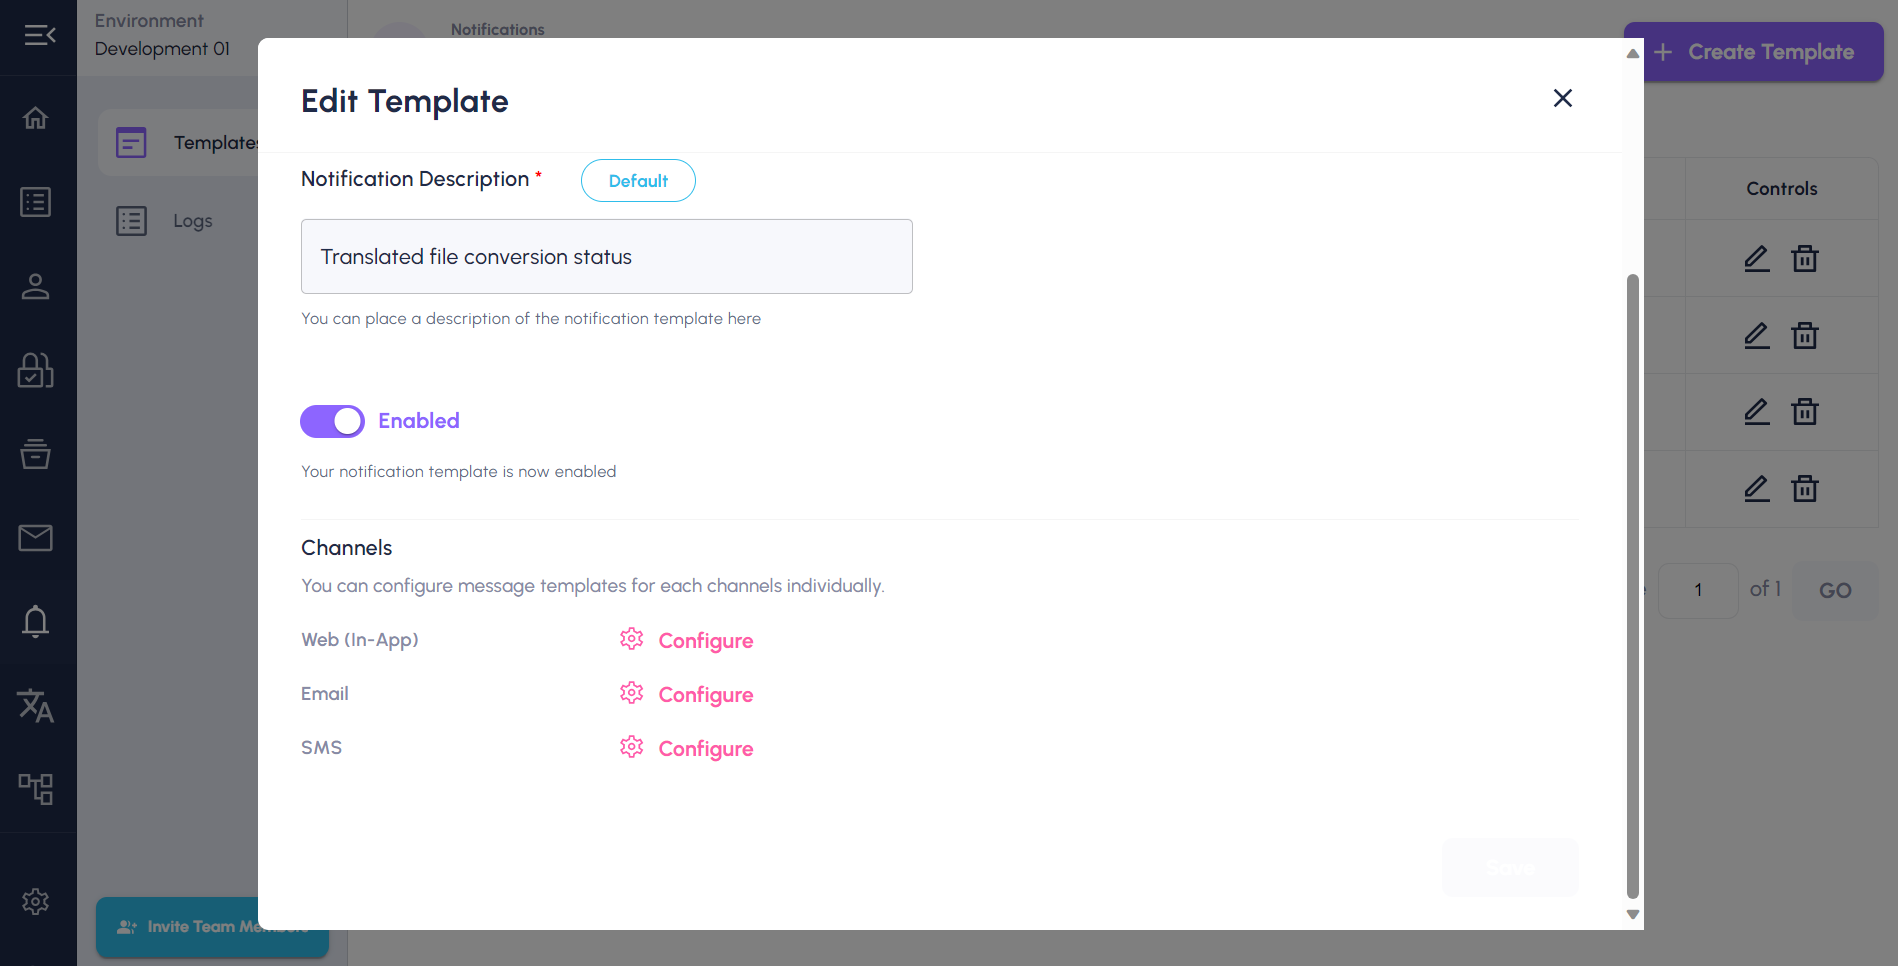 Environment
Development 01
Notifications
Create Template
Templates
Logs
Edit Template
Notification Description *
Default
Translated file conversion status
You can place a description of the notification template here
Enabled
Your notification template is now enabled
Channels
You can configure message templates for each channels individually.
Web (In-App)
Configure
Email
Configure
SMS
Configure
Save
Controls
1
of 1
GO
Invite Team Members